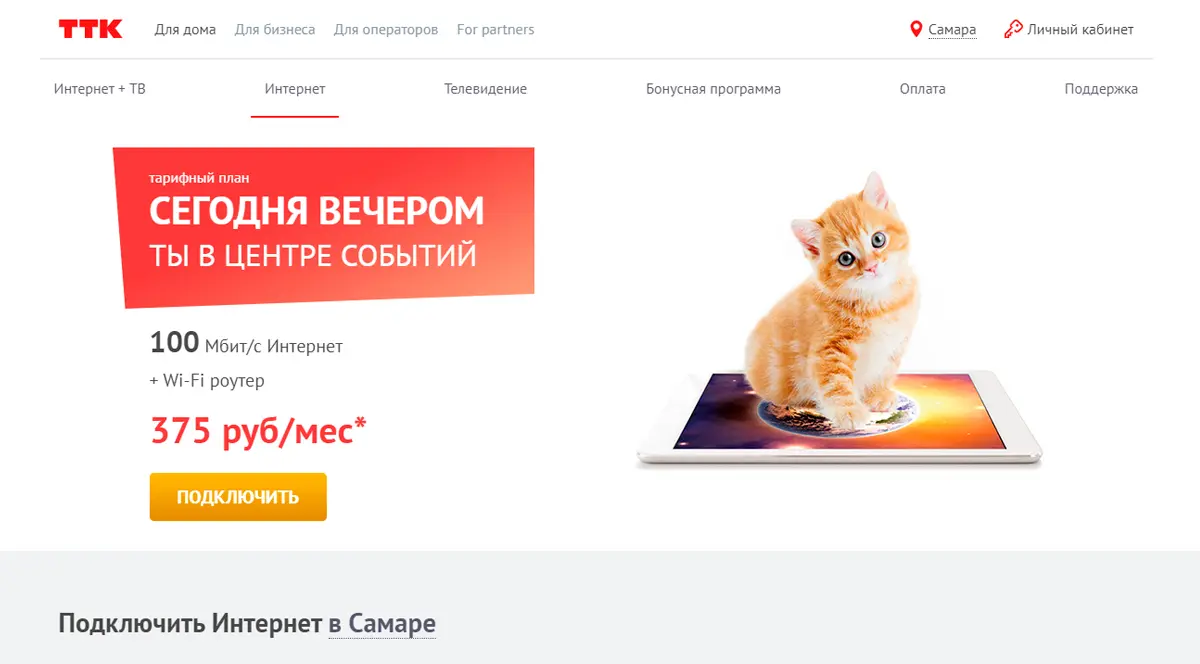 ТТК Для дома Для бизнеса Для операторов For partners Самара Личный кабинет
Интернет + ТВ Интернет Телевидение Бонусная программа Оплата Поддержка
тарифный план
СЕГОДНЯ ВЕЧЕРОМ
ТЫ В ЦЕНТРЕ СОБЫТИЙ
100 Мбит/с Интернет
+ Wi-Fi роутер
375 руб/мес*
ПОДКЛЮЧИТЬ
Подключить Интернет в Самаре